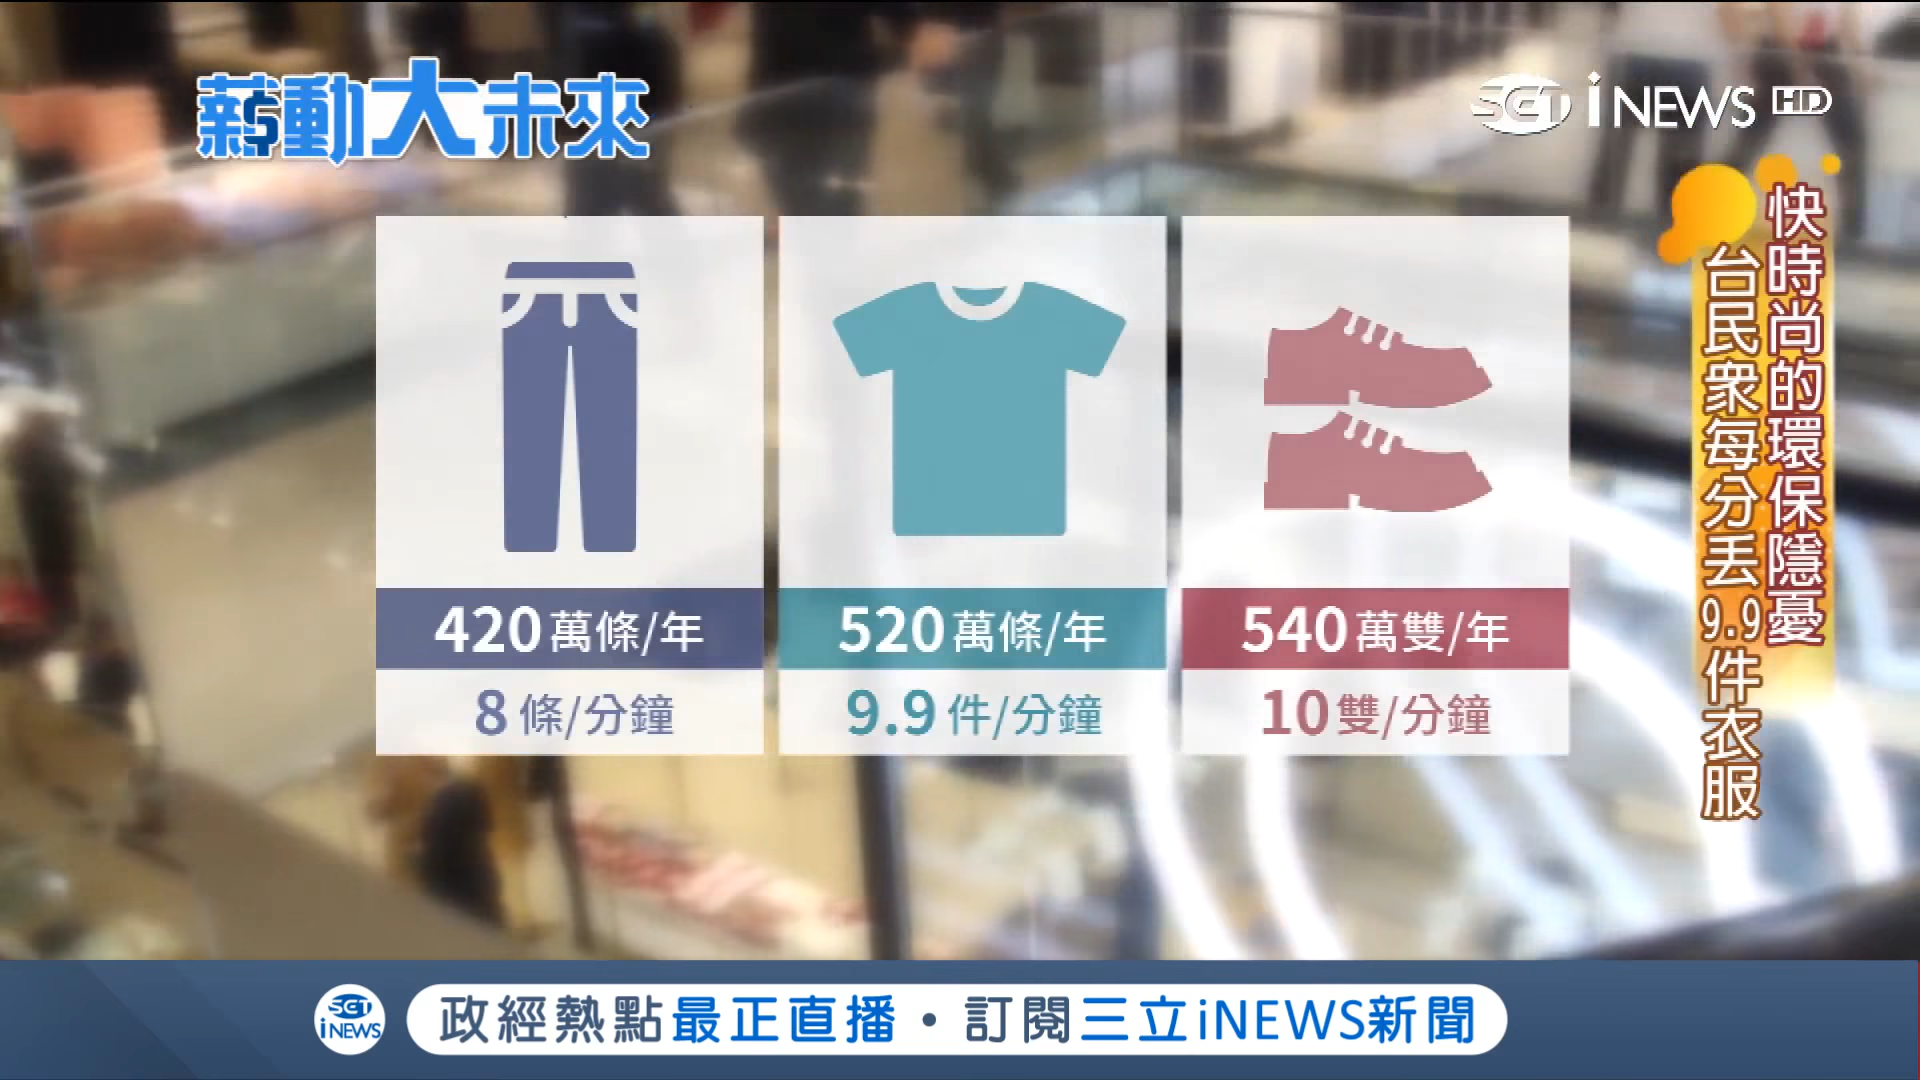 薪動大未來
SET iNEWS HD
快時尚的環保隱憂
台民眾每分丟9.9件衣服
420萬條/年
8條/分鐘
520萬條/年
9.9件/分鐘
540萬雙/年
10雙/分鐘
SET iNEWS
政經熱點最正直播・訂閱三立iNEWS新聞